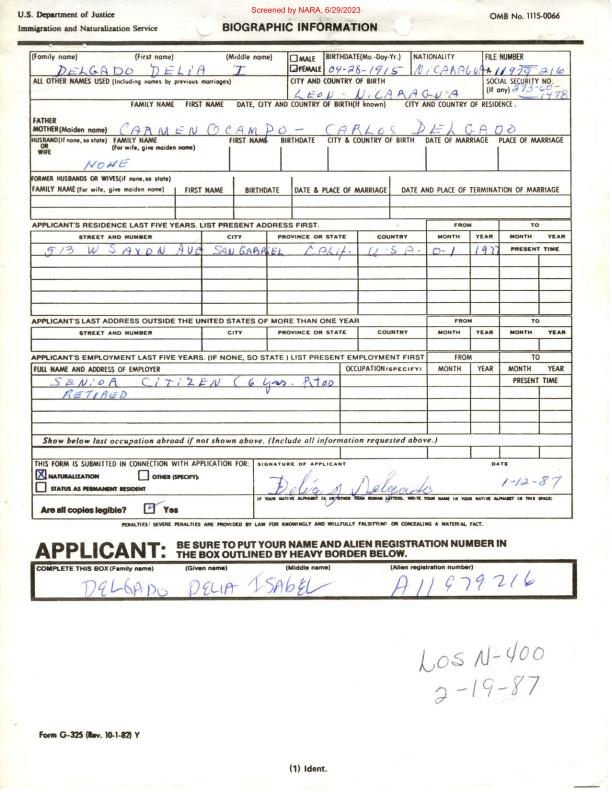 Screened by NARA, 6/29/2023
U.S. Department of Justice
Immigration and Naturalization Service
BIOGRAPHIC INFORMATION
OMB No. 1115-0066
(Family name) (First name) (Middle name) MALE FEMALE BIRTHDATE(Mo.-Day-Yr.) NATIONALITY FILE NUMBER
DELGADO DELIA I 04-28-1915 NICARAGUA A 11979 216
ALL OTHER NAMES USED (Including names by previous marriages) CITY AND COUNTRY OF BIRTH SOCIAL SECURITY NO. (If any)
LEON - NICARAGUA
FAMILY NAME FIRST NAME DATE, CITY AND COUNTRY OF BIRTH(If known) CITY AND COUNTRY OF RESIDENCE.
FATHER
MOTHER(Maiden name) CARMEN OCAMPO - CARLOS DELGADO
HUSBAND(If none, so state) OR WIFE FAMILY NAME (For wife, give maiden name) FIRST NAME BIRTHDATE CITY & COUNTRY OF BIRTH DATE OF MARRIAGE PLACE OF MARRIAGE
NONE
FORMER HUSBANDS OR WIVES(if none, so state)
FAMILY NAME (For wife, give maiden name) FIRST NAME BIRTHDATE DATE & PLACE OF MARRIAGE DATE AND PLACE OF TERMINATION OF MARRIAGE
APPLICANT'S RESIDENCE LAST FIVE YEARS. LIST PRESENT ADDRESS FIRST. FROM TO
STREET AND NUMBER CITY PROVINCE OR STATE COUNTRY MONTH YEAR MONTH YEAR
513 W SAXON AVE SAN GABRIEL Calif. U.S.A. 0-1 PRESENT TIME
APPLICANT'S LAST ADDRESS OUTSIDE THE UNITED STATES OF MORE THAN ONE YEAR FROM TO
STREET AND NUMBER CITY PROVINCE OR STATE COUNTRY MONTH YEAR MONTH YEAR
APPLICANT'S EMPLOYMENT LAST FIVE YEARS. (IF NONE, SO STATE) LIST PRESENT EMPLOYMENT FIRST FROM TO
FULL NAME AND ADDRESS OF EMPLOYER OCCUPATION(SPECIFY) MONTH YEAR MONTH YEAR
SENIOR CITIZEN (6 yrs. PRESENT TIME
RETIRED
Show below last occupation abroad if not shown above. (Include all information requested above.)
THIS FORM IS SUBMITTED IN CONNECTION WITH APPLICATION FOR: SIGNATURE OF APPLICANT DATE
X NATURALIZATION OTHER (SPECIFY):
STATUS AS PERMANENT RESIDENT
Delia I Delgado 1-12-87
IF YOUR NATIVE ALPHABET IS IN OTHER THAN ROMAN LETTERS, WRITE YOUR NAME IN YOUR NATIVE ALPHABET IN THIS SPACE:
Are all copies legible? Yes
PENALTIES: SEVERE PENALTIES ARE PROVIDED BY LAW FOR KNOWINGLY AND WILLFULLY FALSIFYING OR CONCEALING A MATERIAL FACT.
APPLICANT: BE SURE TO PUT YOUR NAME AND ALIEN REGISTRATION NUMBER IN
THE BOX OUTLINED BY HEAVY BORDER BELOW.
COMPLETE THIS BOX (Family name) (Given name) (Middle name) (Alien registration number)
DELGADO DELIA ISABEL A11979216
LOS N-400
2-19-87
Form G-325 (Rev. 10-1-82) Y
(1) Ident.